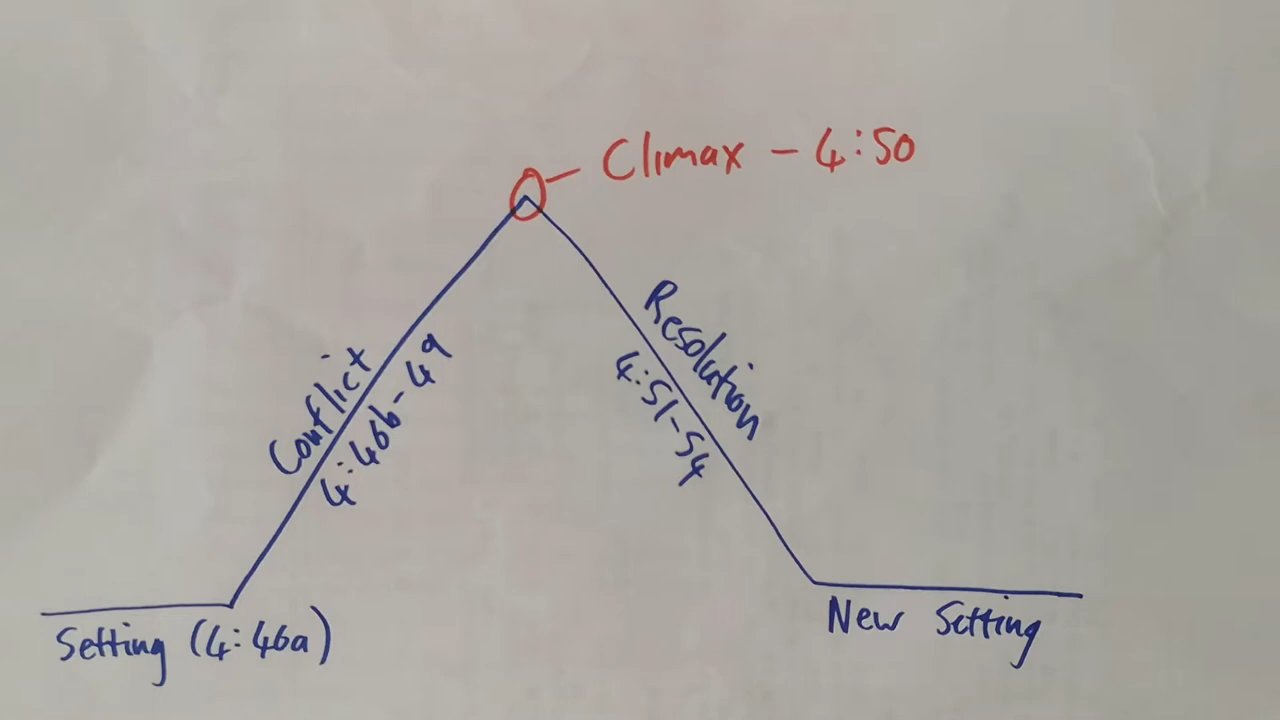 Climax - 4:50
Conflict
4:46b-49
Resolution
4:51-54
Setting (4:46a)
New Setting